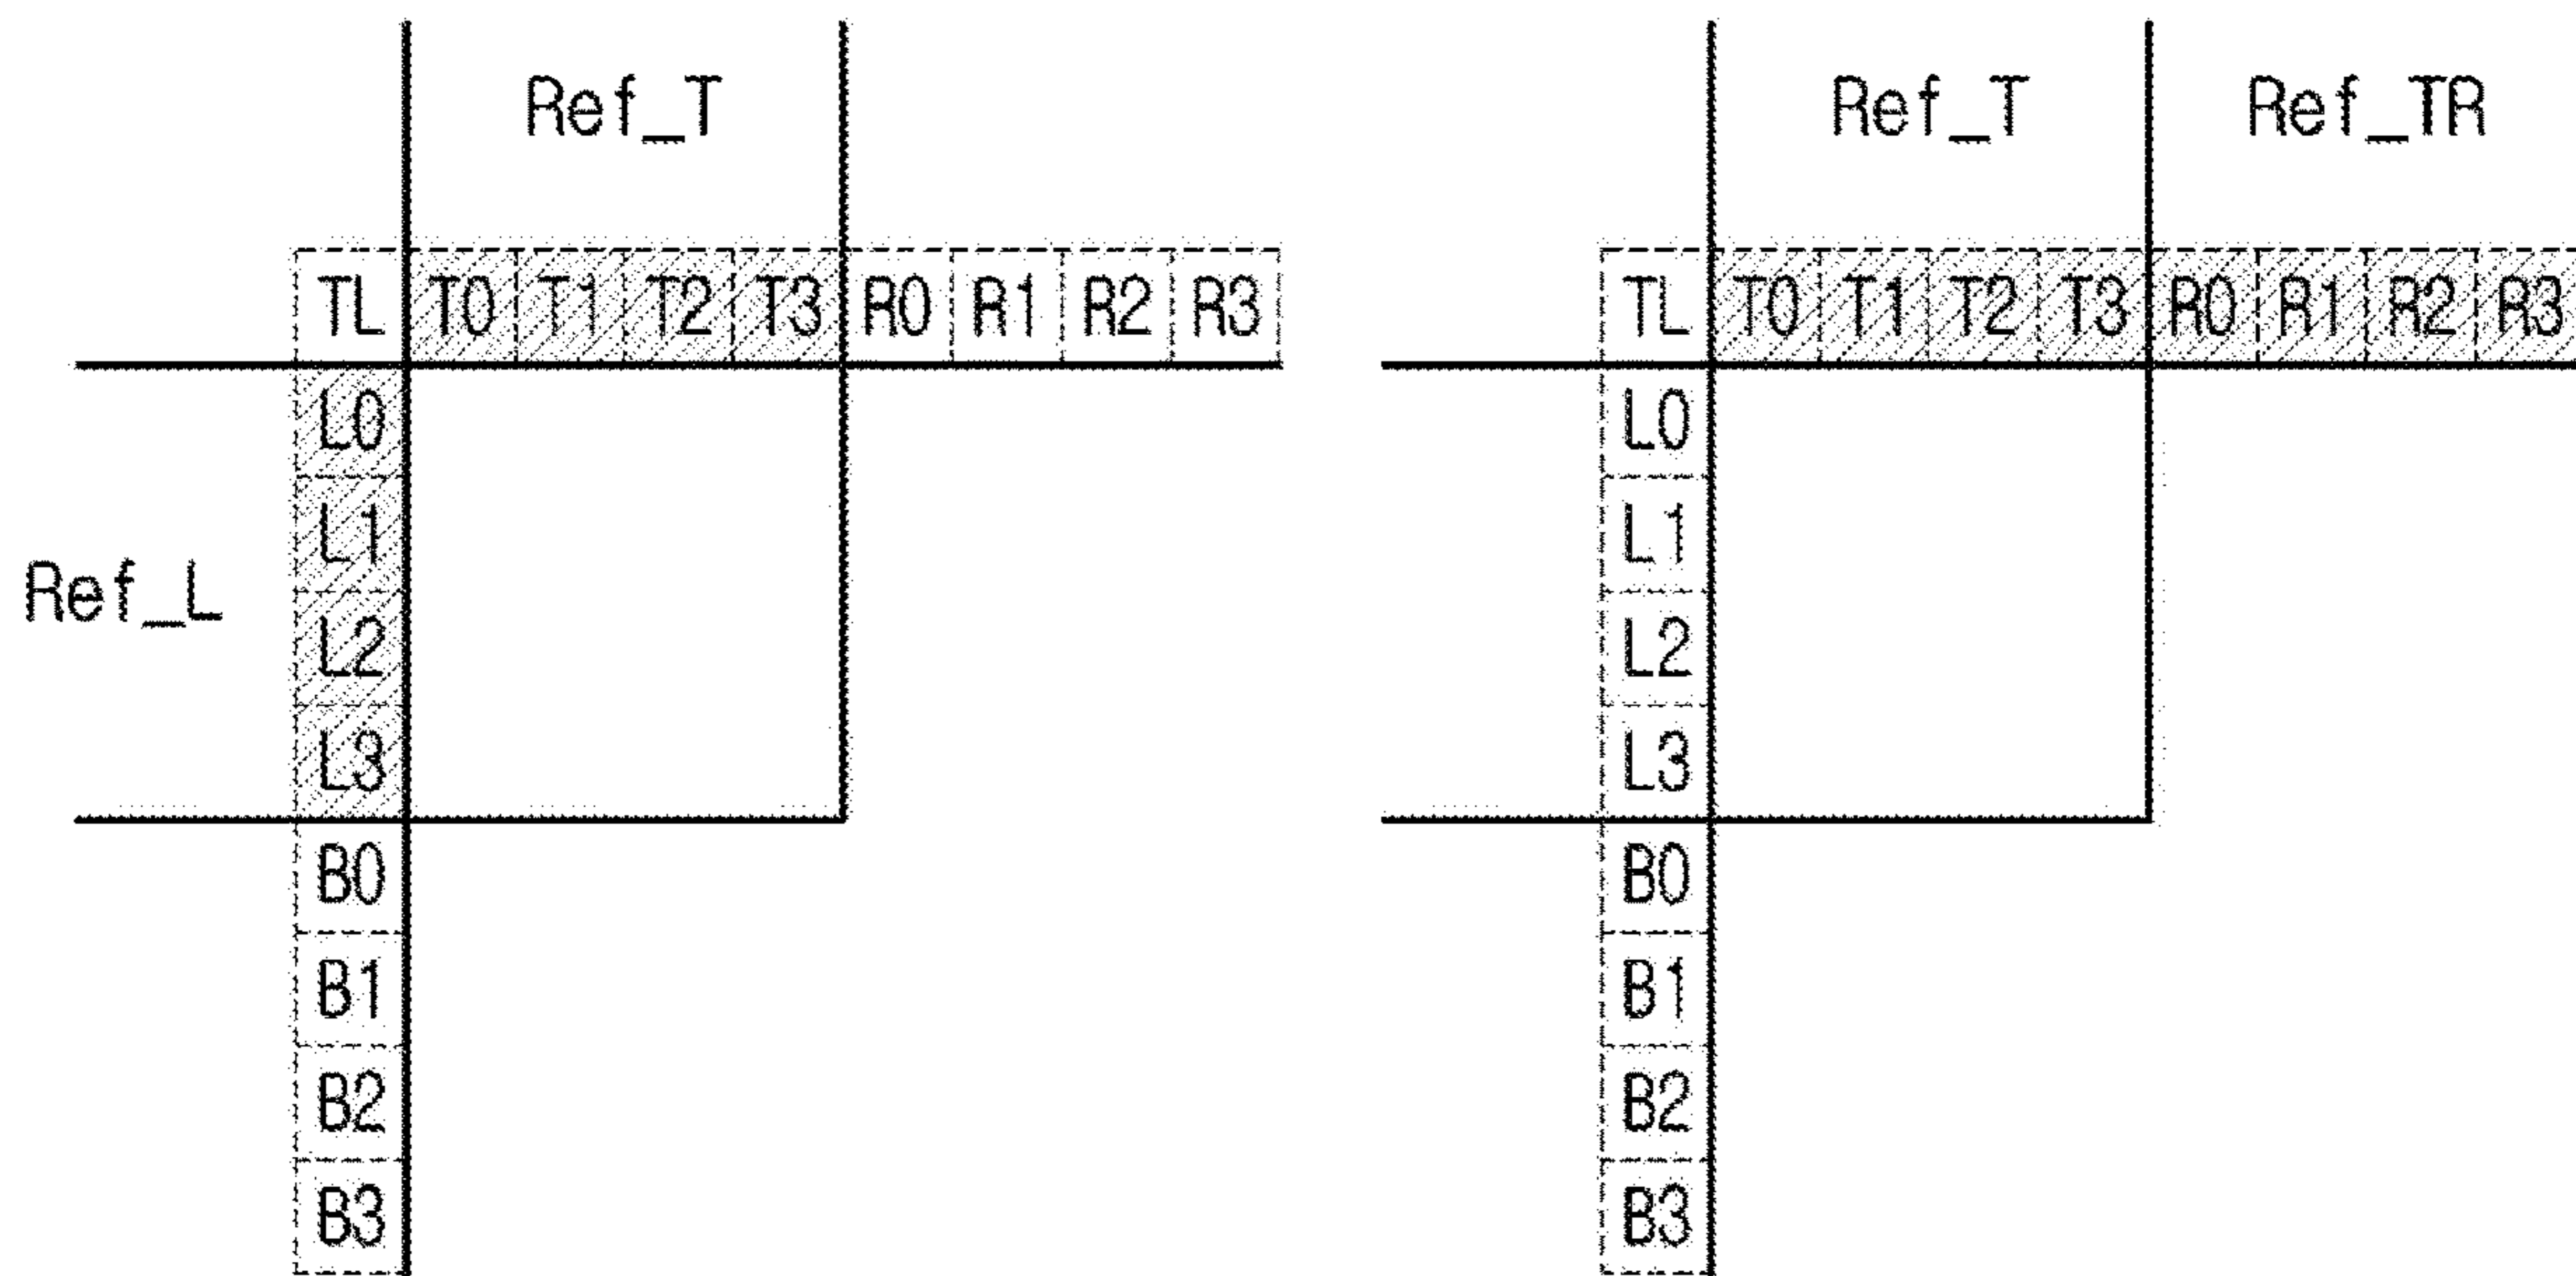 Ref_T Ref_T Ref_TR
TL T0 T1 T2 T3 R0 R1 R2 R3 TL T0 T1 T2 T3 R0 R1 R2 R3
L0 L0
L1 L1
Ref_L
L2 L2
L3 L3
B0 B0
B1 B1
B2 B2
B3 B3